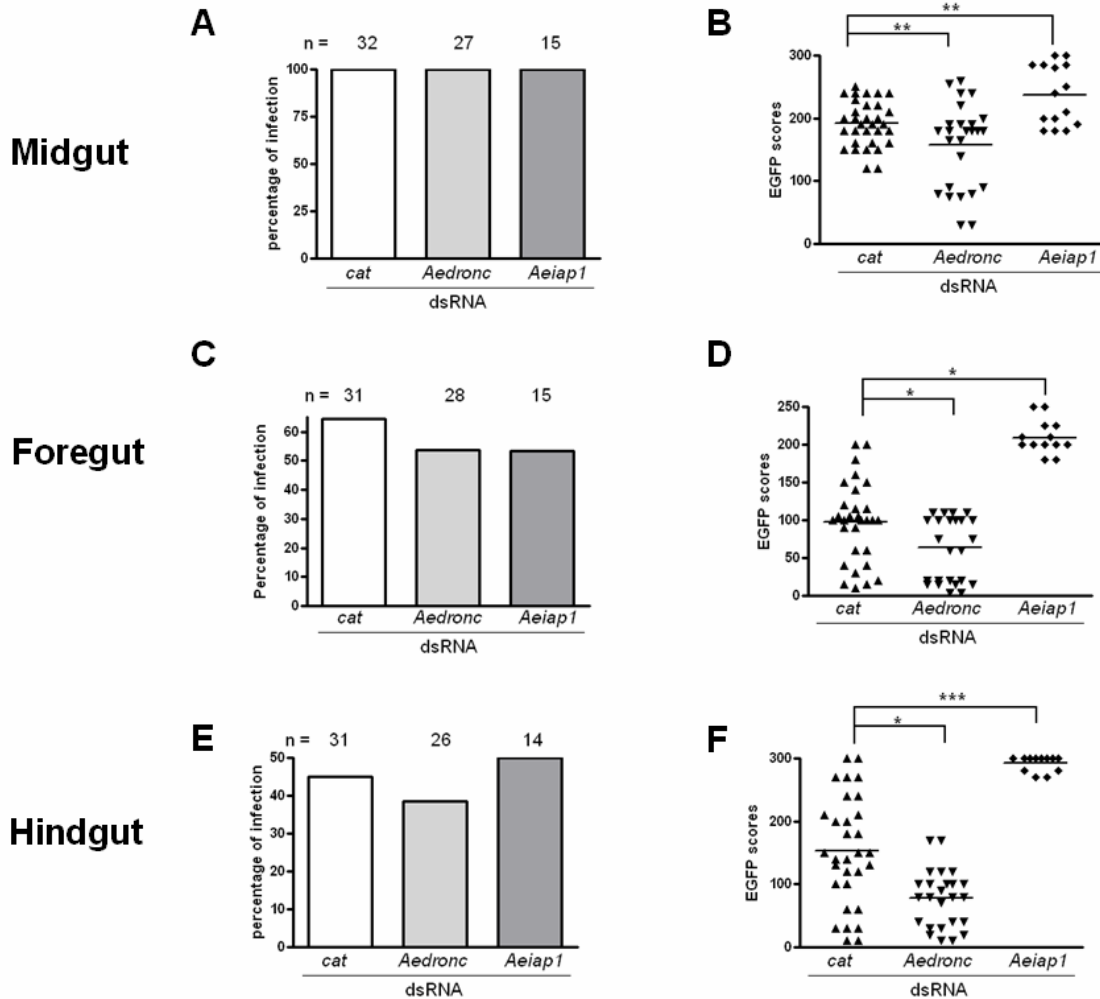 A
n = 32 27 15
percentage of infection
100
75
50
25
0
cat Aedronc Aeiap1
dsRNA
B
**
**
EGFP scores
300
200
100
0
cat Aedronc Aeiap1
dsRNA
Midgut
C
n = 31 28 15
Percentage of infection
60
50
40
30
20
10
0
cat Aedronc Aeiap1
dsRNA
D
*
*
EGFP scores
250
200
150
100
50
0
cat Aedronc Aeiap1
dsRNA
Foregut
E
n = 31 26 14
percentage of infection
50
40
30
20
10
0
cat Aedronc Aeiap1
dsRNA
F
***
*
EGFP scores
300
200
100
0
cat Aedronc Aeiap1
dsRNA
Hindgut